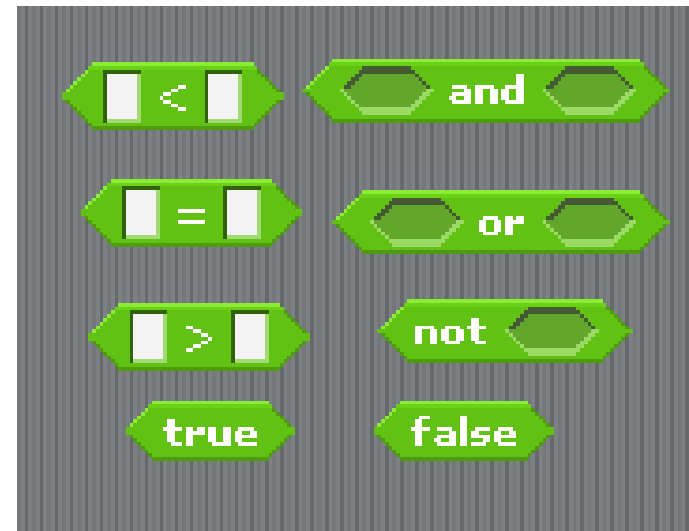 < and
= or
> not
true false